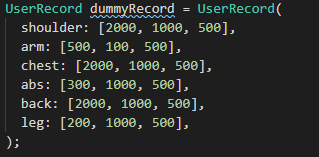 UserRecord dummyRecord = UserRecord(
  shoulder: [2000, 1000, 500],
  arm: [500, 100, 500],
  chest: [2000, 1000, 500],
  abs: [300, 1000, 500],
  back: [2000, 1000, 500],
  leg: [200, 1000, 500],
);